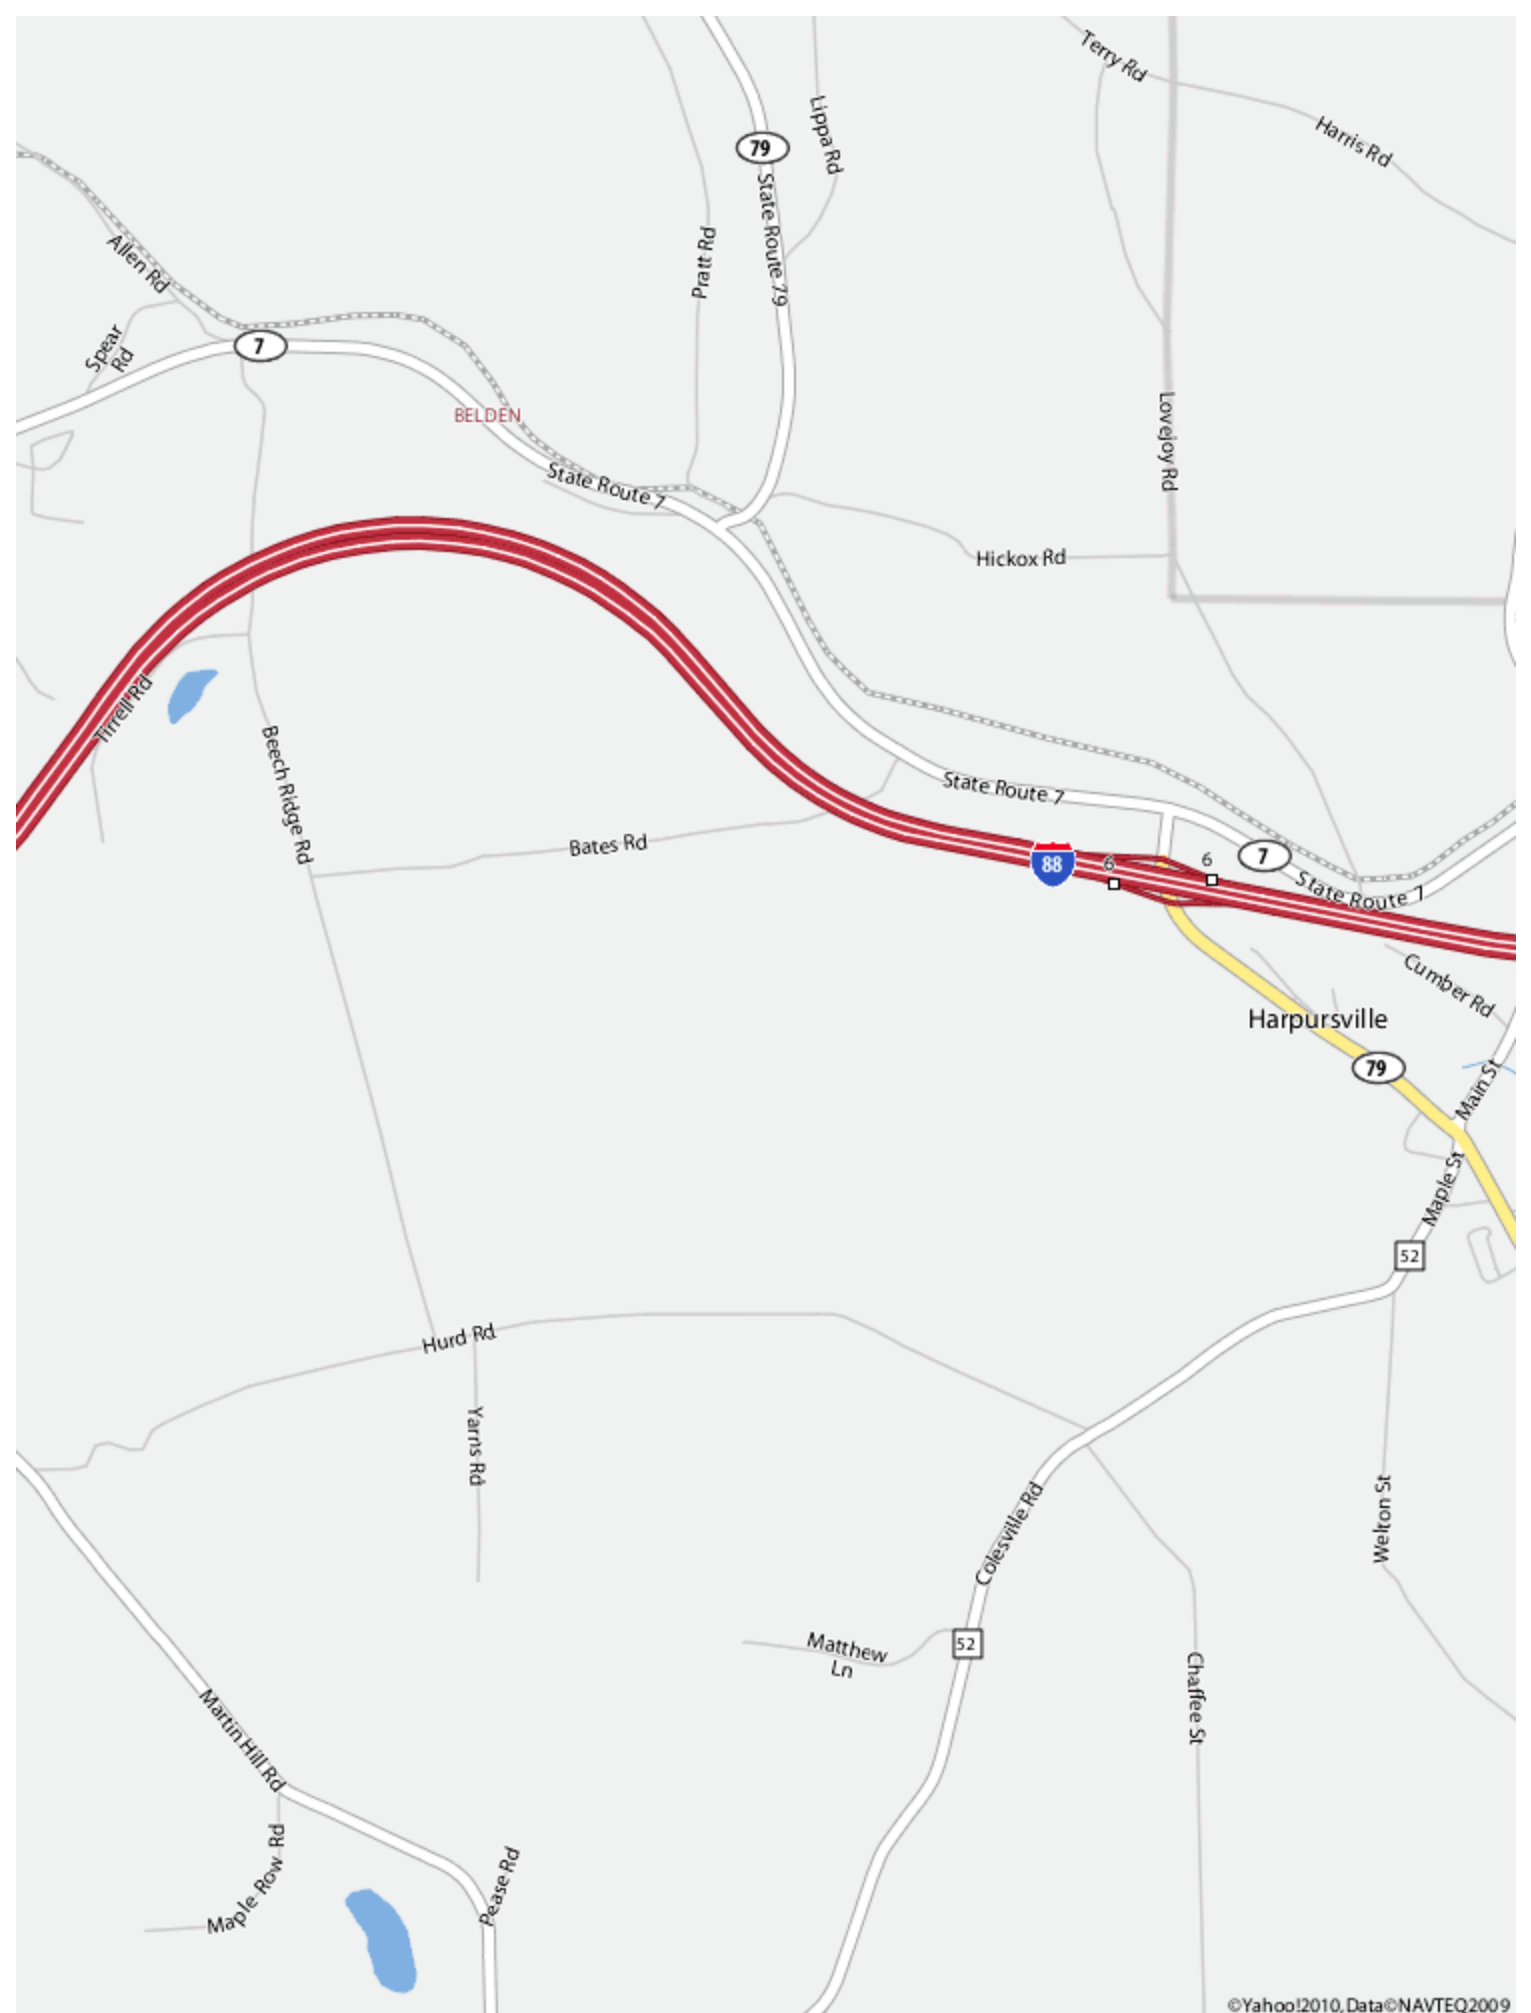 Terry Rd
Harris Rd
Lippa Rd
79
State Route 79
Pratt Rd
Allen Rd
Spear
Rd
7
BELDEN
Lovejoy Rd
State Route 7
Hickox Rd
Tirrell Rd
Beech Ridge Rd
State Route 7
Bates Rd
88
6
6
7
State Route 7
Cumber Rd
Harpursville
79
Main St
Maple St
52
Hurd Rd
Yarns Rd
Colesville Rd
Welton St
Matthew
Ln
52
Chaffee St
Martin Hill Rd
Maple Row Rd
Pease Rd
©Yahoo!2010,Data©NAVTEQ2009